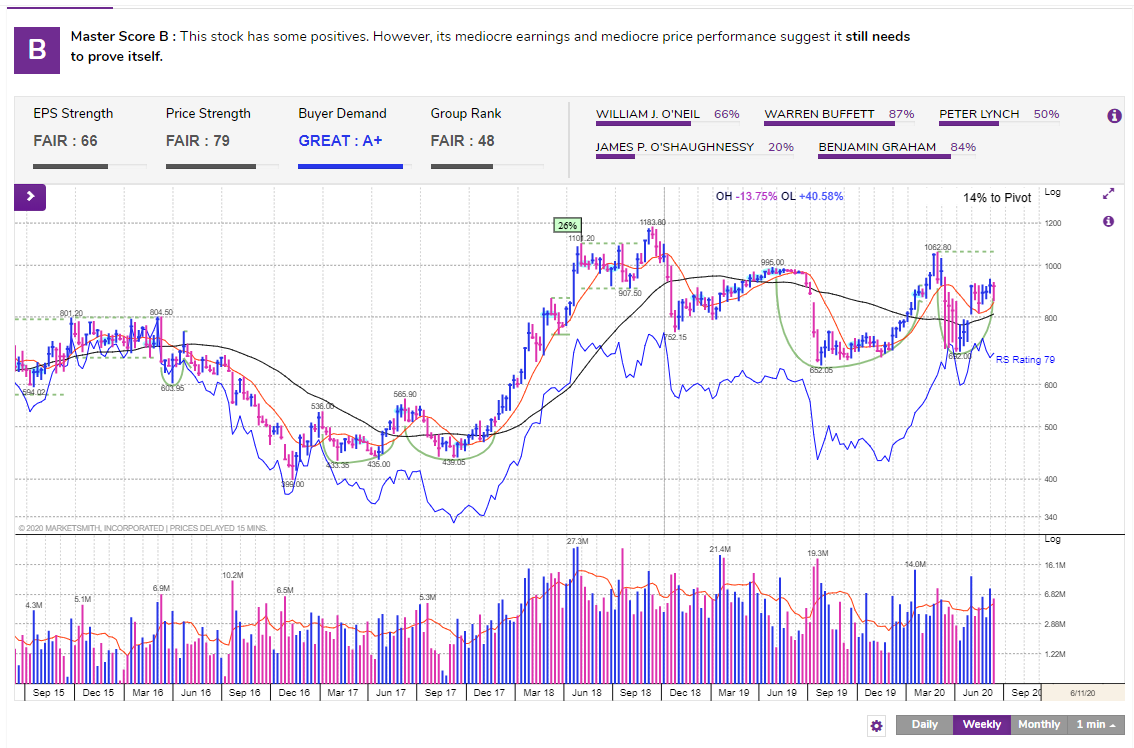 B
Master Score B : This stock has some positives. However, its mediocre earnings and mediocre price performance suggest it still needs
to prove itself.
EPS Strength Price Strength Buyer Demand Group Rank
FAIR : 66 FAIR : 79 GREAT : A+ FAIR : 48
WILLIAM J. O'NEIL 66% WARREN BUFFETT 87% PETER LYNCH 50%
JAMES P. O'SHAUGHNESSY 20% BENJAMIN GRAHAM 84%
OH -13.75% OL +40.58% 14% to Pivot Log
26% 1183.80 1200
1101.20
1062.80
995.00 1000
907.50
801.20 804.50 800
752.15
692.00
RS Rating 79
652.05
594.02 603.95 600
565.90
536.00
500
433.35 435.00 439.05
399.00 400
340
© 2020 MARKETSMITH, INCORPORATED | PRICES DELAYED 15 MINS.
Log
27.3M
21.4M
19.3M
16.1M
14.0M
10.2M
6.9M 6.5M 6.82M
4.3M 5.1M 5.3M
2.88M
1.22M
Sep 15 Dec 15 Mar 16 Jun 16 Sep 16 Dec 16 Mar 17 Jun 17 Sep 17 Dec 17 Mar 18 Jun 18 Sep 18 Dec 18 Mar 19 Jun 19 Sep 19 Dec 19 Mar 20 Jun 20 Sep 20 6/11/20
Daily Weekly Monthly 1 min